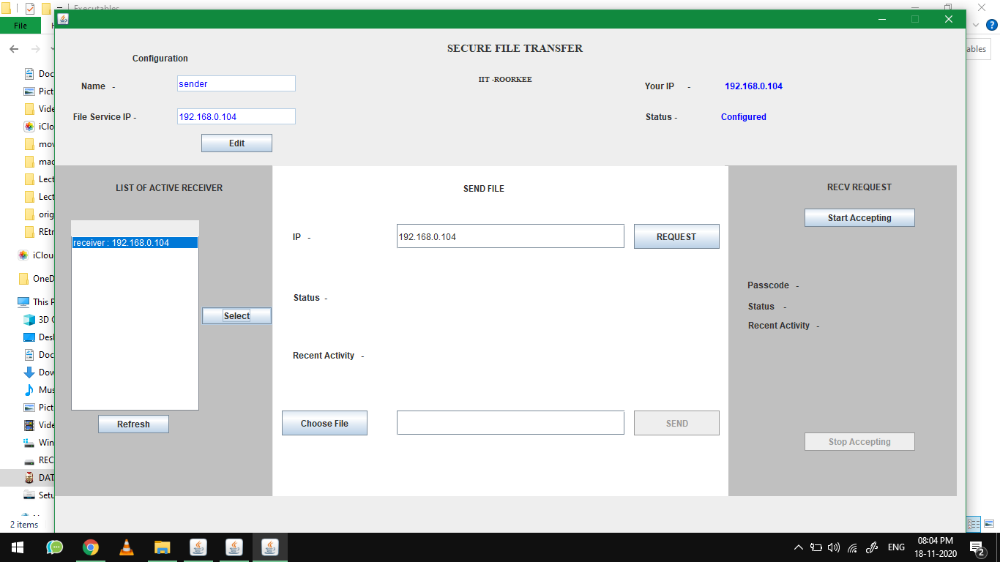 Executables
File
SECURE FILE TRANSFER
Configuration
IIT -ROORKEE
Name -
sender
Your IP - 192.168.0.104
File Service IP -
192.168.0.104
Status - Configured
Edit
LIST OF ACTIVE RECEIVER
receiver : 192.168.0.104
Select
Refresh
SEND FILE
IP -
192.168.0.104
REQUEST
Status -
Recent Activity -
Choose File
SEND
RECV REQUEST
Start Accepting
Passcode -
Status -
Recent Activity -
Stop Accepting
ables
Doc
Pict
Vide
iClo
mov
mac
Lect
Lect
orig
REtr
iClou
OneD
This P
3D
Desk
Doc
Dow
Mus
Pict
Vide
Win
REC
DAT
Setu
2 items
ENG
08:04 PM
18-11-2020
2